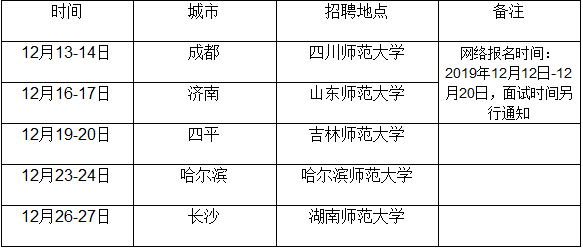 时间 城市 招聘地点 备注
12月13-14日 成都 四川师范大学 网络报名时间：
2019年12月12日-12
12月16-17日 济南 山东师范大学 月20日，面试时间另
行通知
12月19-20日 四平 吉林师范大学
12月23-24日 哈尔滨 哈尔滨师范大学
12月26-27日 长沙 湖南师范大学